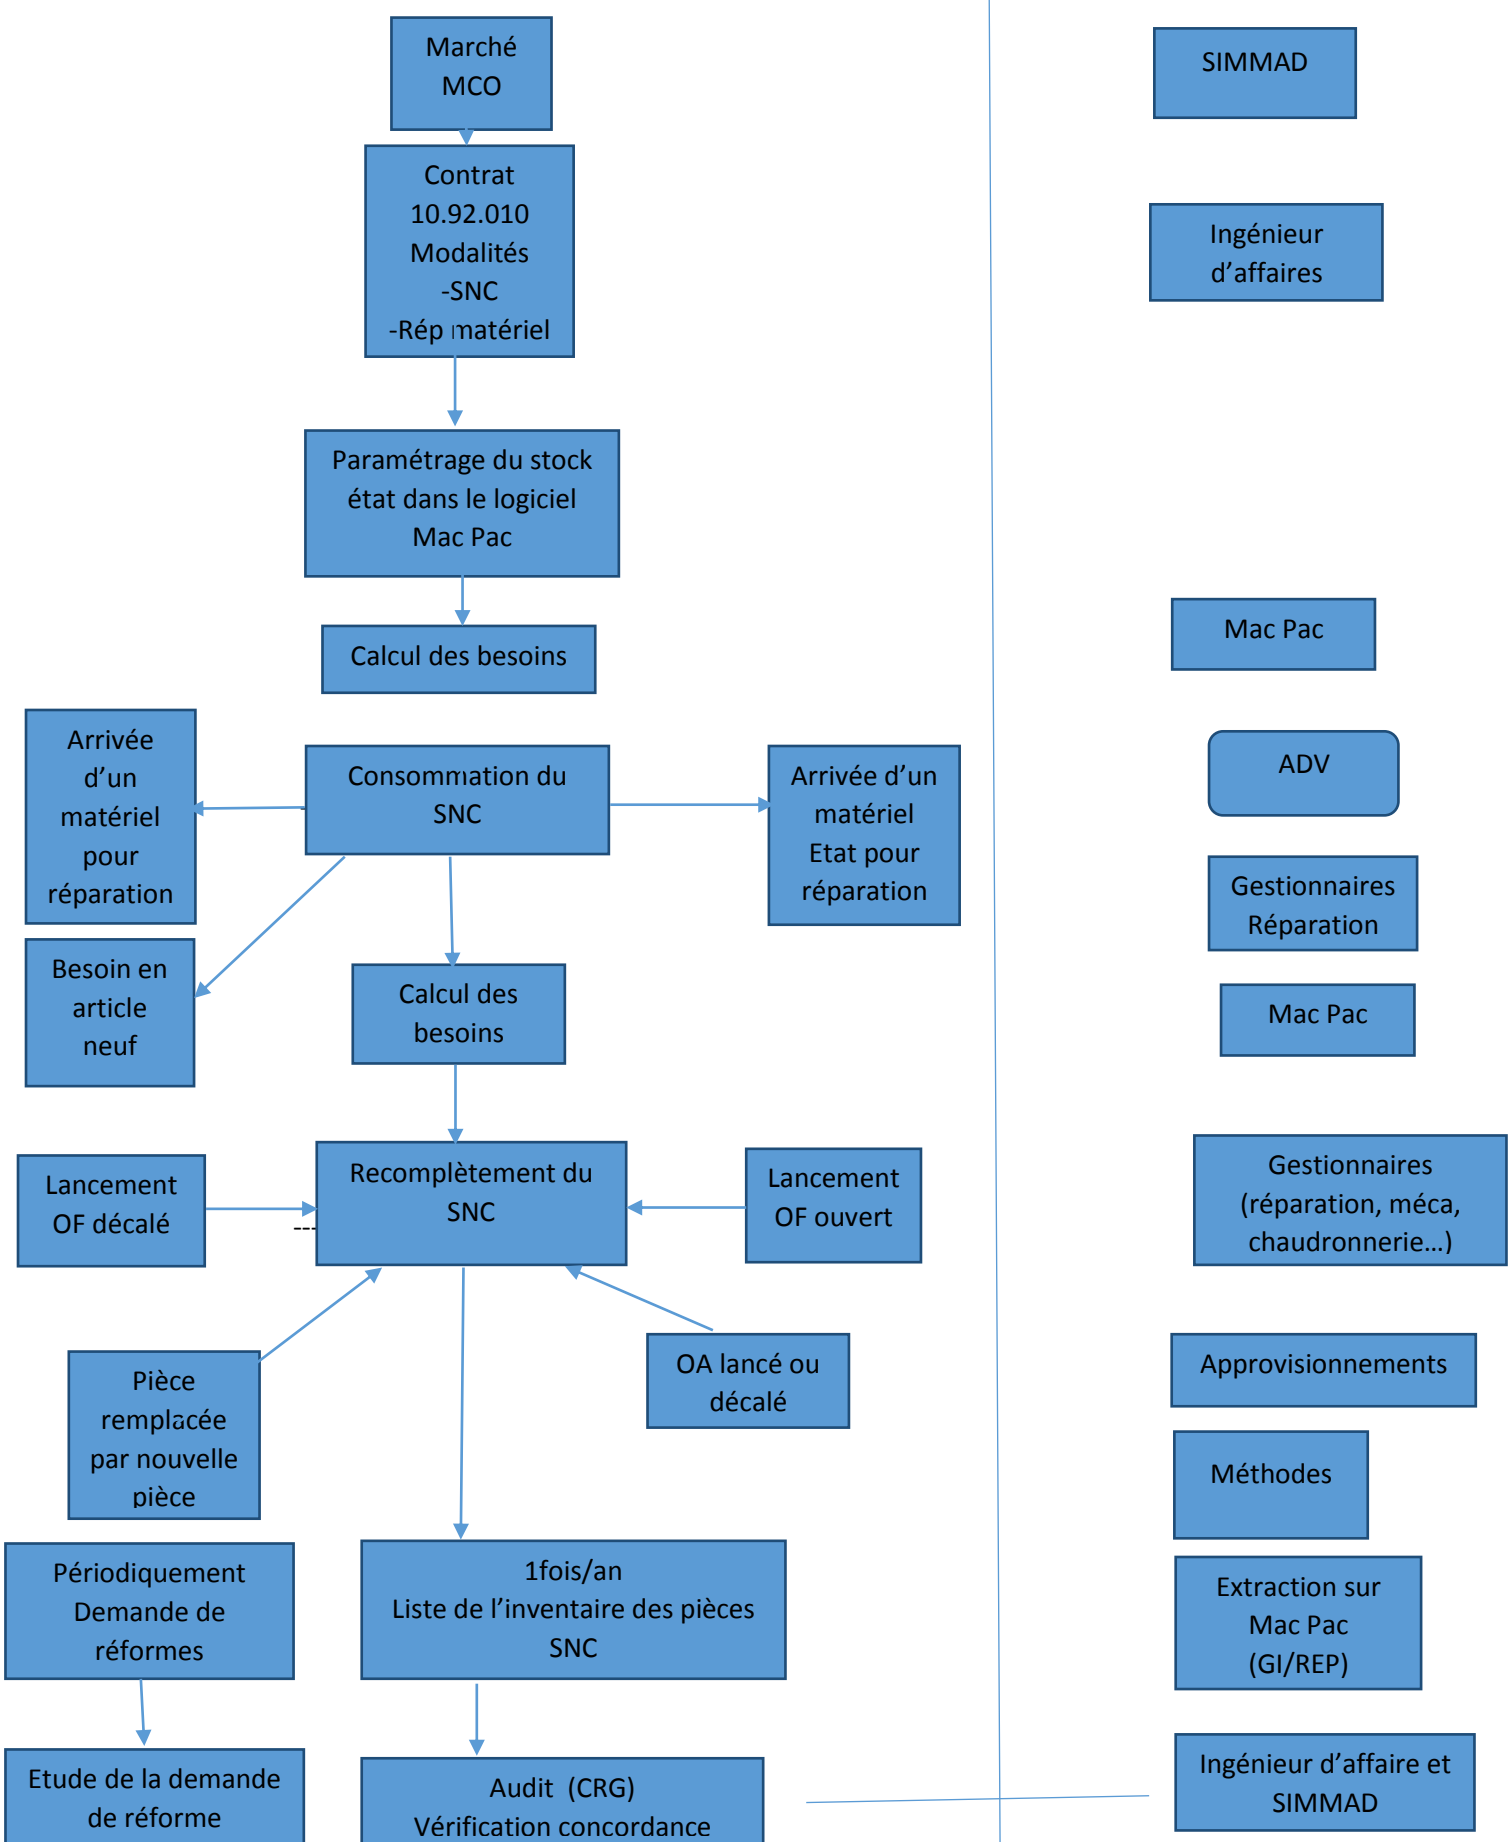 Marché
MCO
SIMMAD
Contrat
10.92.010
Modalités
-SNC
-Rép matériel
Ingénieur
d’affaires
Paramétrage du stock
état dans le logiciel
Mac Pac
Calcul des besoins
Mac Pac
Arrivée
d’un
matériel
pour
réparation
Consommation du
SNC
Arrivée d’un
matériel
Etat pour
réparation
ADV
Gestionnaires
Réparation
Besoin en
article
neuf
Calcul des
besoins
Mac Pac
Lancement
OF décalé
Recomplètement du
SNC
Lancement
OF ouvert
Gestionnaires
(réparation, méca,
chaudronnerie…)
---
Pièce
remplacée
par nouvelle
pièce
OA lancé ou
décalé
Approvisionnements
Méthodes
Périodiquement
Demande de
réformes
1fois/an
Liste de l’inventaire des pièces
SNC
Extraction sur
Mac Pac
(GI/REP)
Etude de la demande
de réforme
Audit  (CRG)
Vérification concordance
Ingénieur d’affaire et
SIMMAD